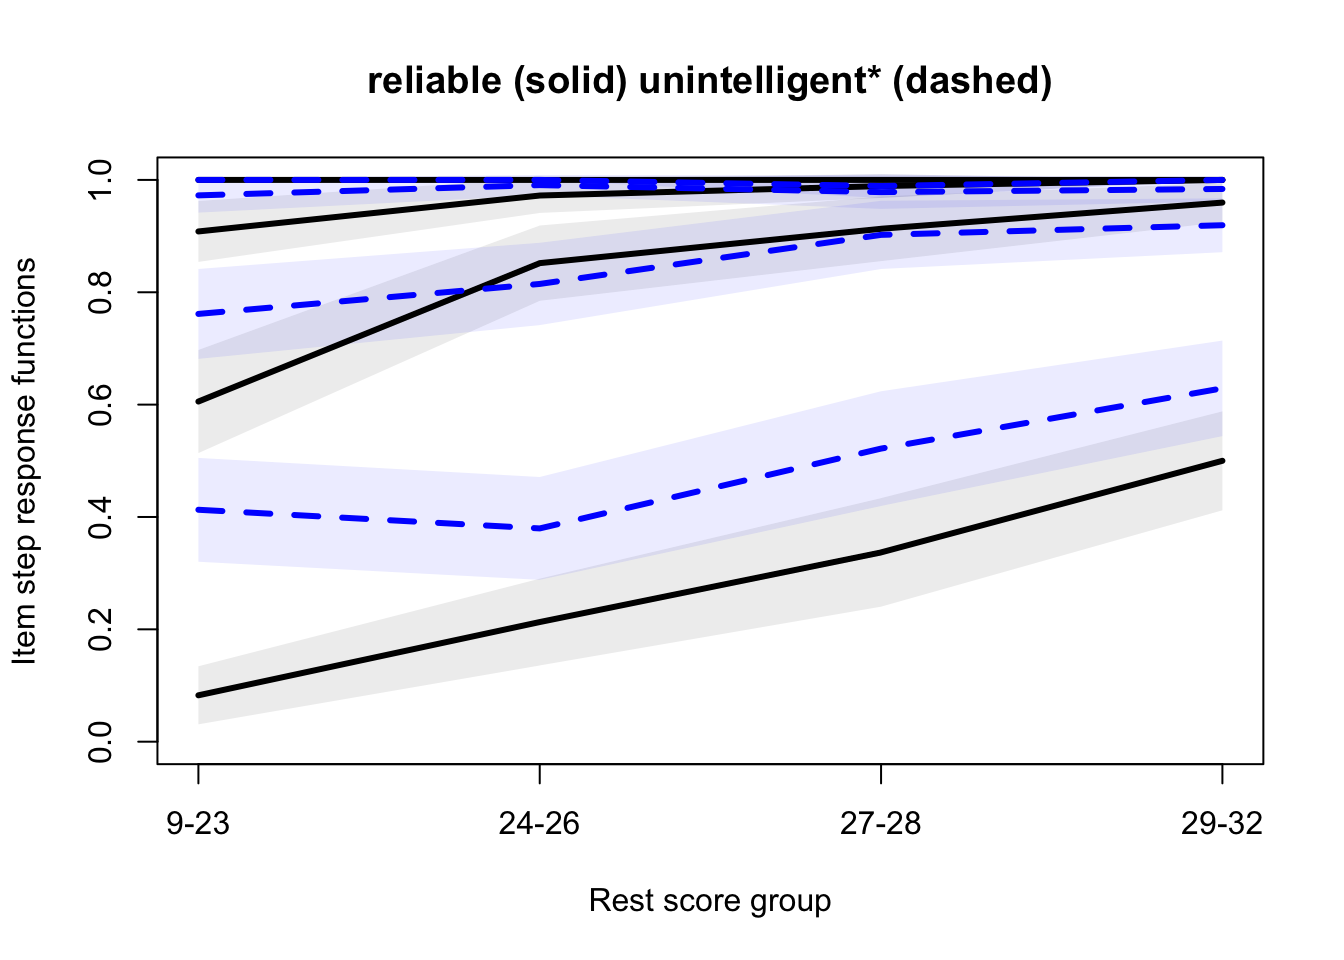 reliable (solid) unintelligent* (dashed)
Item step response functions
1.0
0.8
0.6
0.4
0.2
0.0
9-23 24-26 27-28 29-32
Rest score group